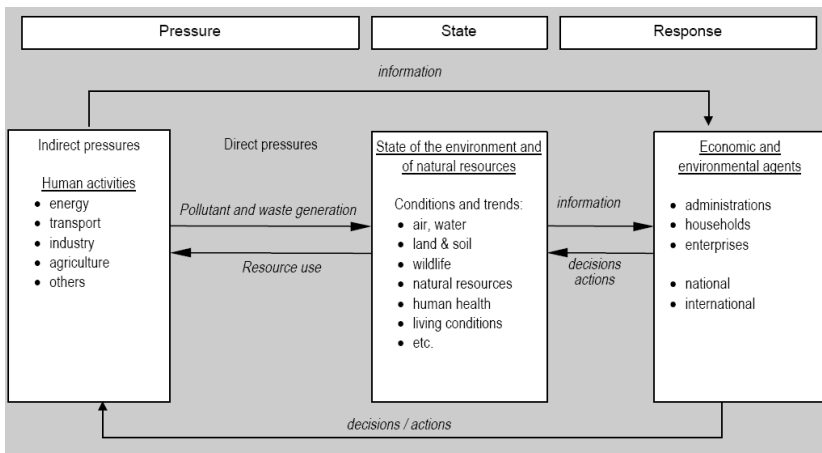 Pressure
State
Response
information
Indirect pressures
Human activities
• energy
• transport
• industry
• agriculture
• others
Direct pressures
Pollutant and waste generation
Resource use
State of the environment and
of natural resources
Conditions and trends:
• air, water
• land & soil
• wildlife
• natural resources
• human health
• living conditions
• etc.
information
decisions
actions
Economic and
environmental agents
• administrations
• households
• enterprises
• national
• international
decisions / actions